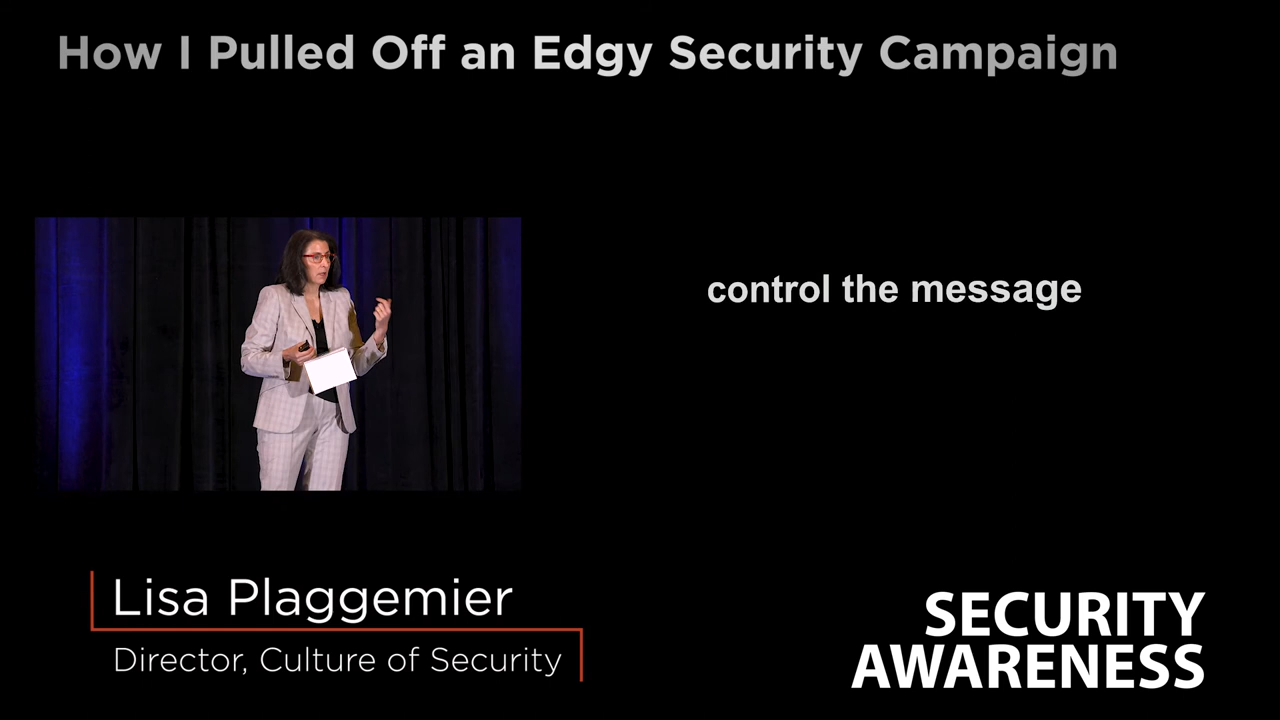 How I Pulled Off an Edgy Security Campaign
control the message
Lisa Plaggemier
Director, Culture of Security
SECURITY
AWARENESS